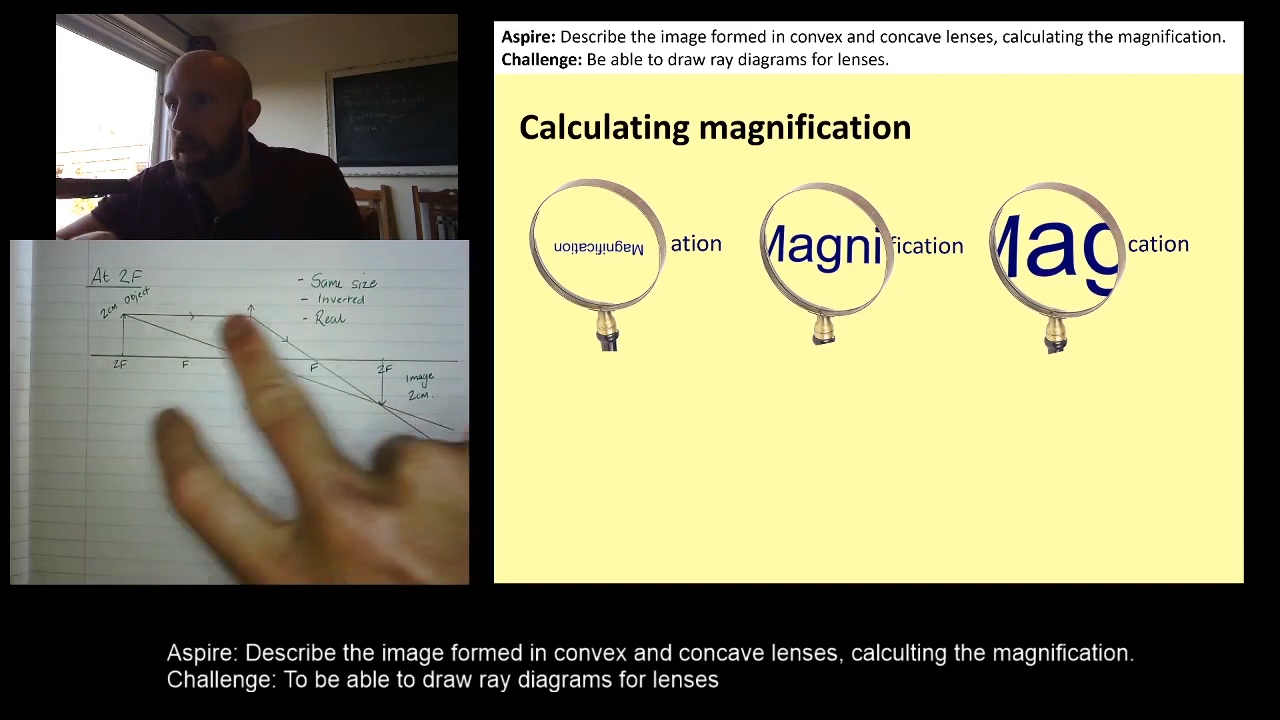 Aspire: Describe the image formed in convex and concave lenses, calculating the magnification.
Challenge: Be able to draw ray diagrams for lenses.
Calculating magnification
Magnification ation
Magni fication
Mag cation
At 2F
- Same size
- Inverted
- Real
2cm object
2F F F 2F
Image
2cm.
Aspire: Describe the image formed in convex and concave lenses, calculting the magnification.
Challenge: To be able to draw ray diagrams for lenses